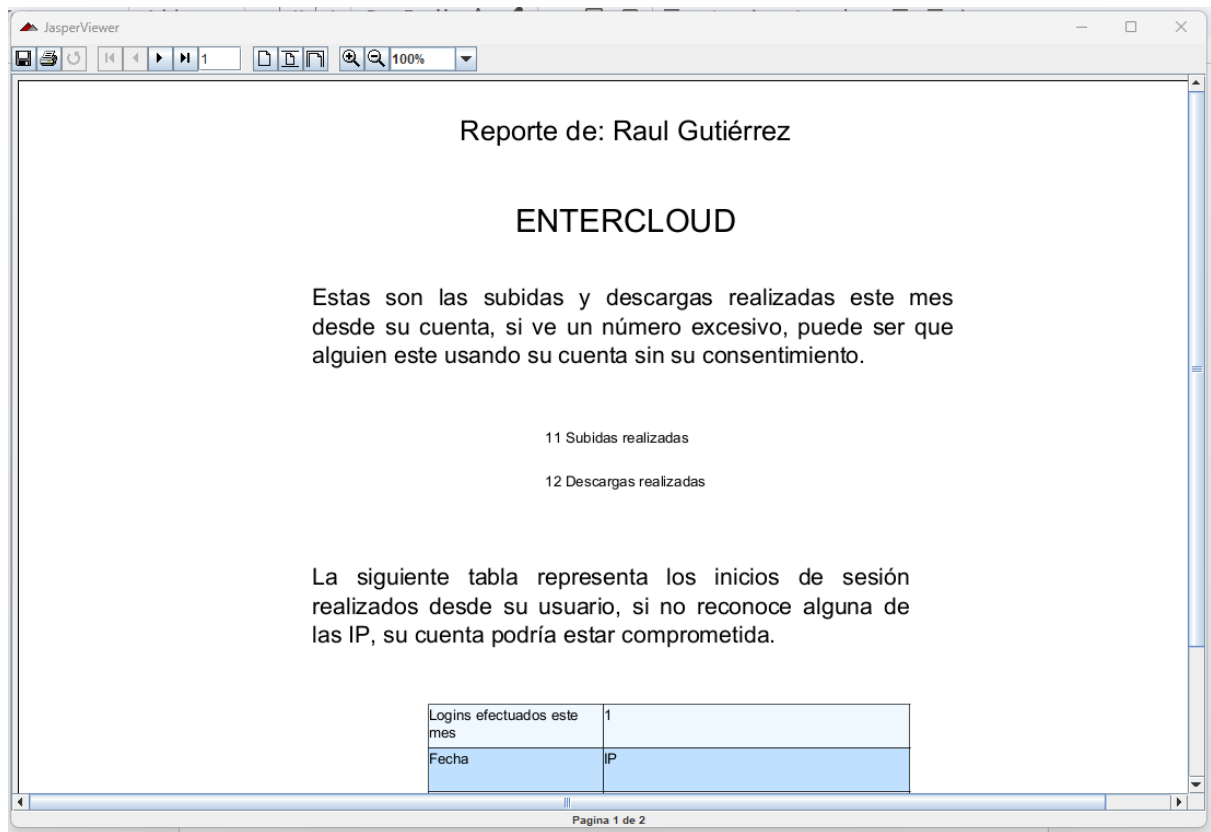 JasperViewer
1
100%
Reporte de: Raul Gutiérrez
ENTERCLOUD
Estas son las subidas y descargas realizadas este mes
desde su cuenta, si ve un número excesivo, puede ser que
alguien este usando su cuenta sin su consentimiento.
11 Subidas realizadas
12 Descargas realizadas
La siguiente tabla representa los inicios de sesión
realizados desde su usuario, si no reconoce alguna de
las IP, su cuenta podría estar comprometida.
Logins efectuados este 1
mes
Fecha IP
Pagina 1 de 2